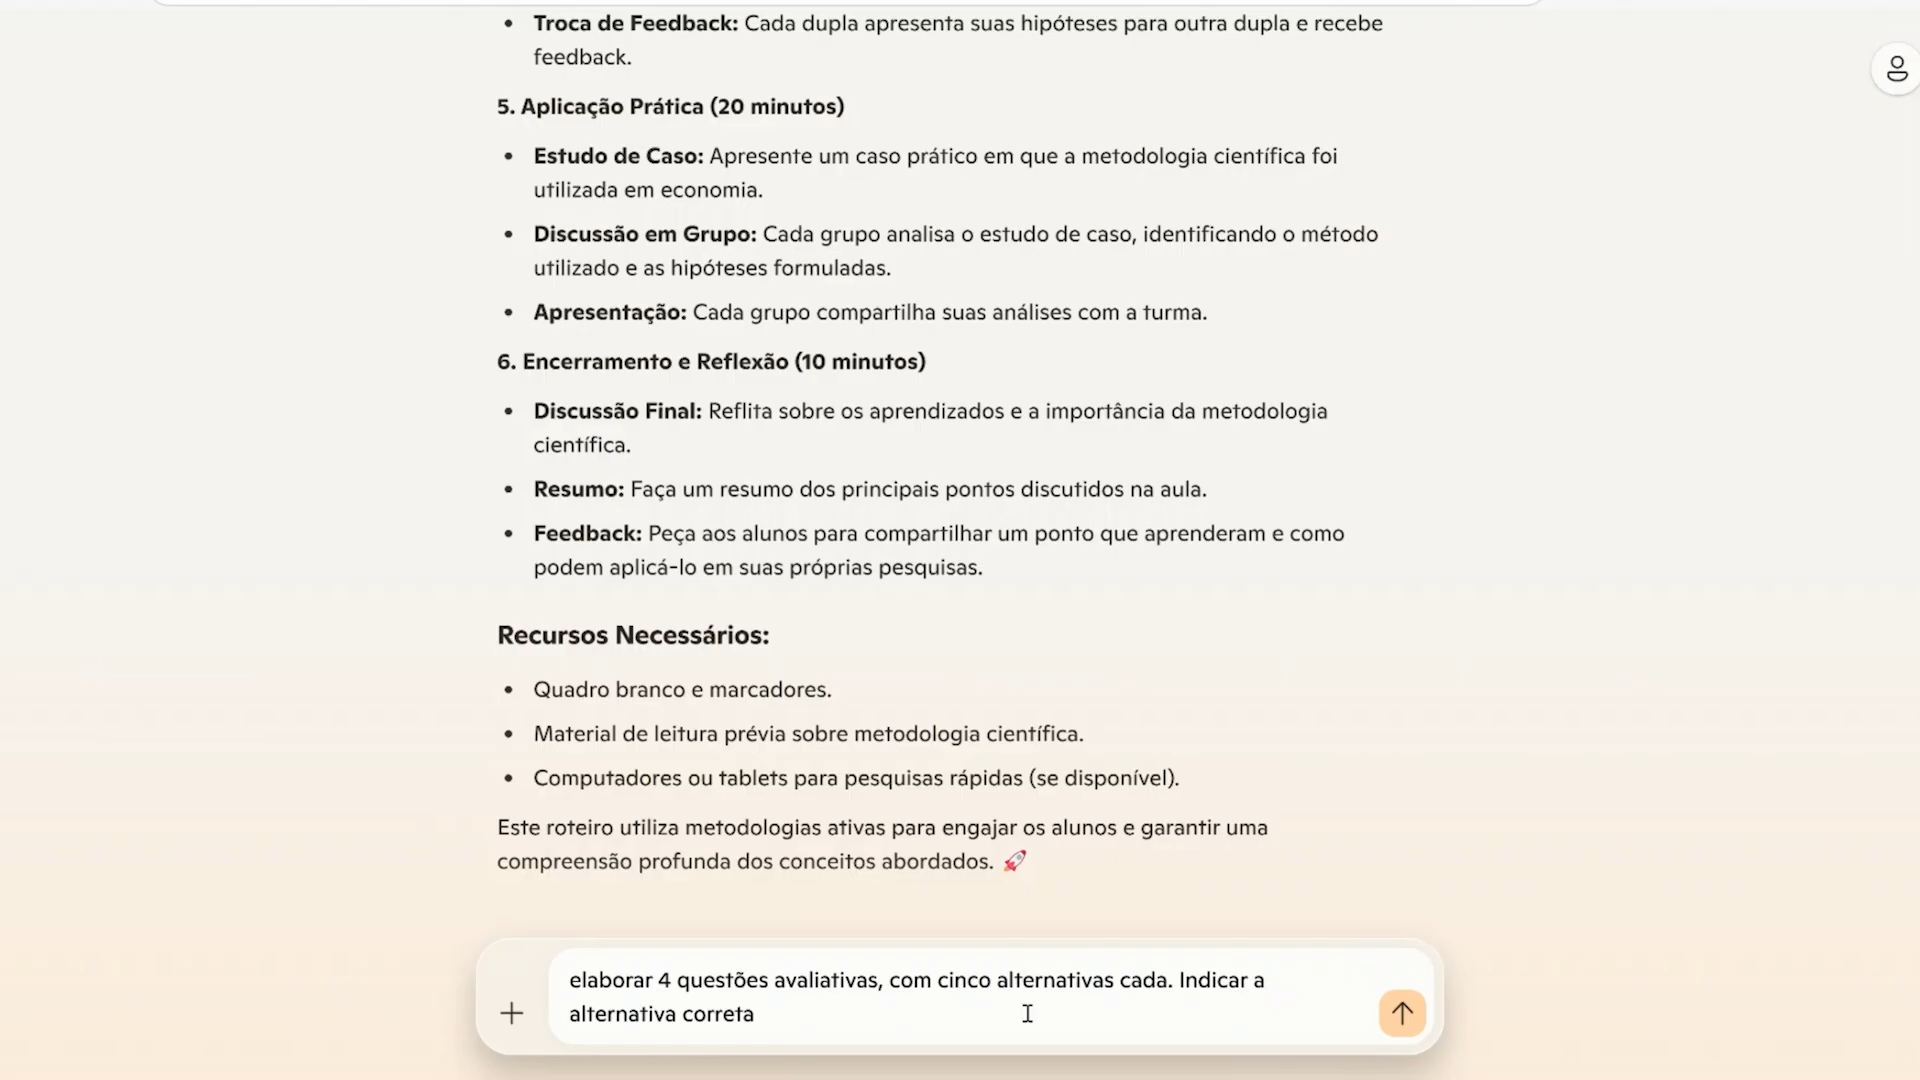 • Troca de Feedback: Cada dupla apresenta suas hipóteses para outra dupla e recebe
feedback.
5. Aplicação Prática (20 minutos)
• Estudo de Caso: Apresente um caso prático em que a metodologia científica foi
utilizada em economia.
• Discussão em Grupo: Cada grupo analisa o estudo de caso, identificando o método
utilizado e as hipóteses formuladas.
• Apresentação: Cada grupo compartilha suas análises com a turma.
6. Encerramento e Reflexão (10 minutos)
• Discussão Final: Reflita sobre os aprendizados e a importância da metodologia
científica.
• Resumo: Faça um resumo dos principais pontos discutidos na aula.
• Feedback: Peça aos alunos para compartilhar um ponto que aprenderam e como
podem aplicá-lo em suas próprias pesquisas.
Recursos Necessários:
• Quadro branco e marcadores.
• Material de leitura prévia sobre metodologia científica.
• Computadores ou tablets para pesquisas rápidas (se disponível).
Este roteiro utiliza metodologias ativas para engajar os alunos e garantir uma
compreensão profunda dos conceitos abordados. 🚀
elaborar 4 questões avaliativas, com cinco alternativas cada. Indicar a
alternativa correta